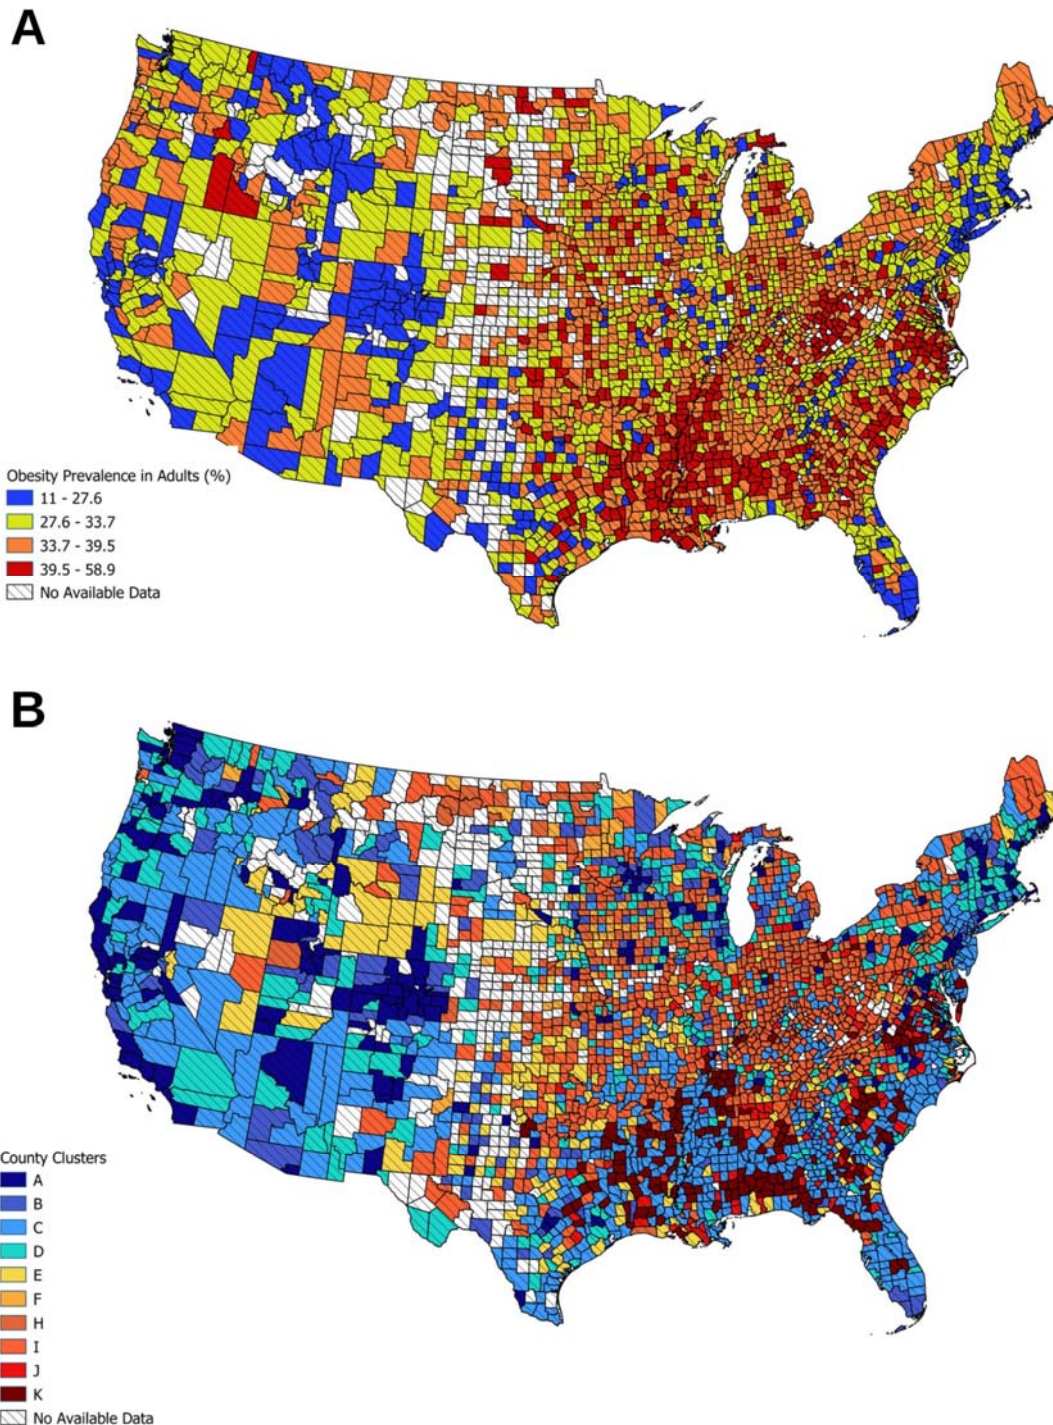 A
Obesity Prevalence in Adults (%)
11 - 27.6
27.6 - 33.7
33.7 - 39.5
39.5 - 58.9
No Available Data
B
County Clusters
A
B
C
D
E
F
H
I
J
K
No Available Data